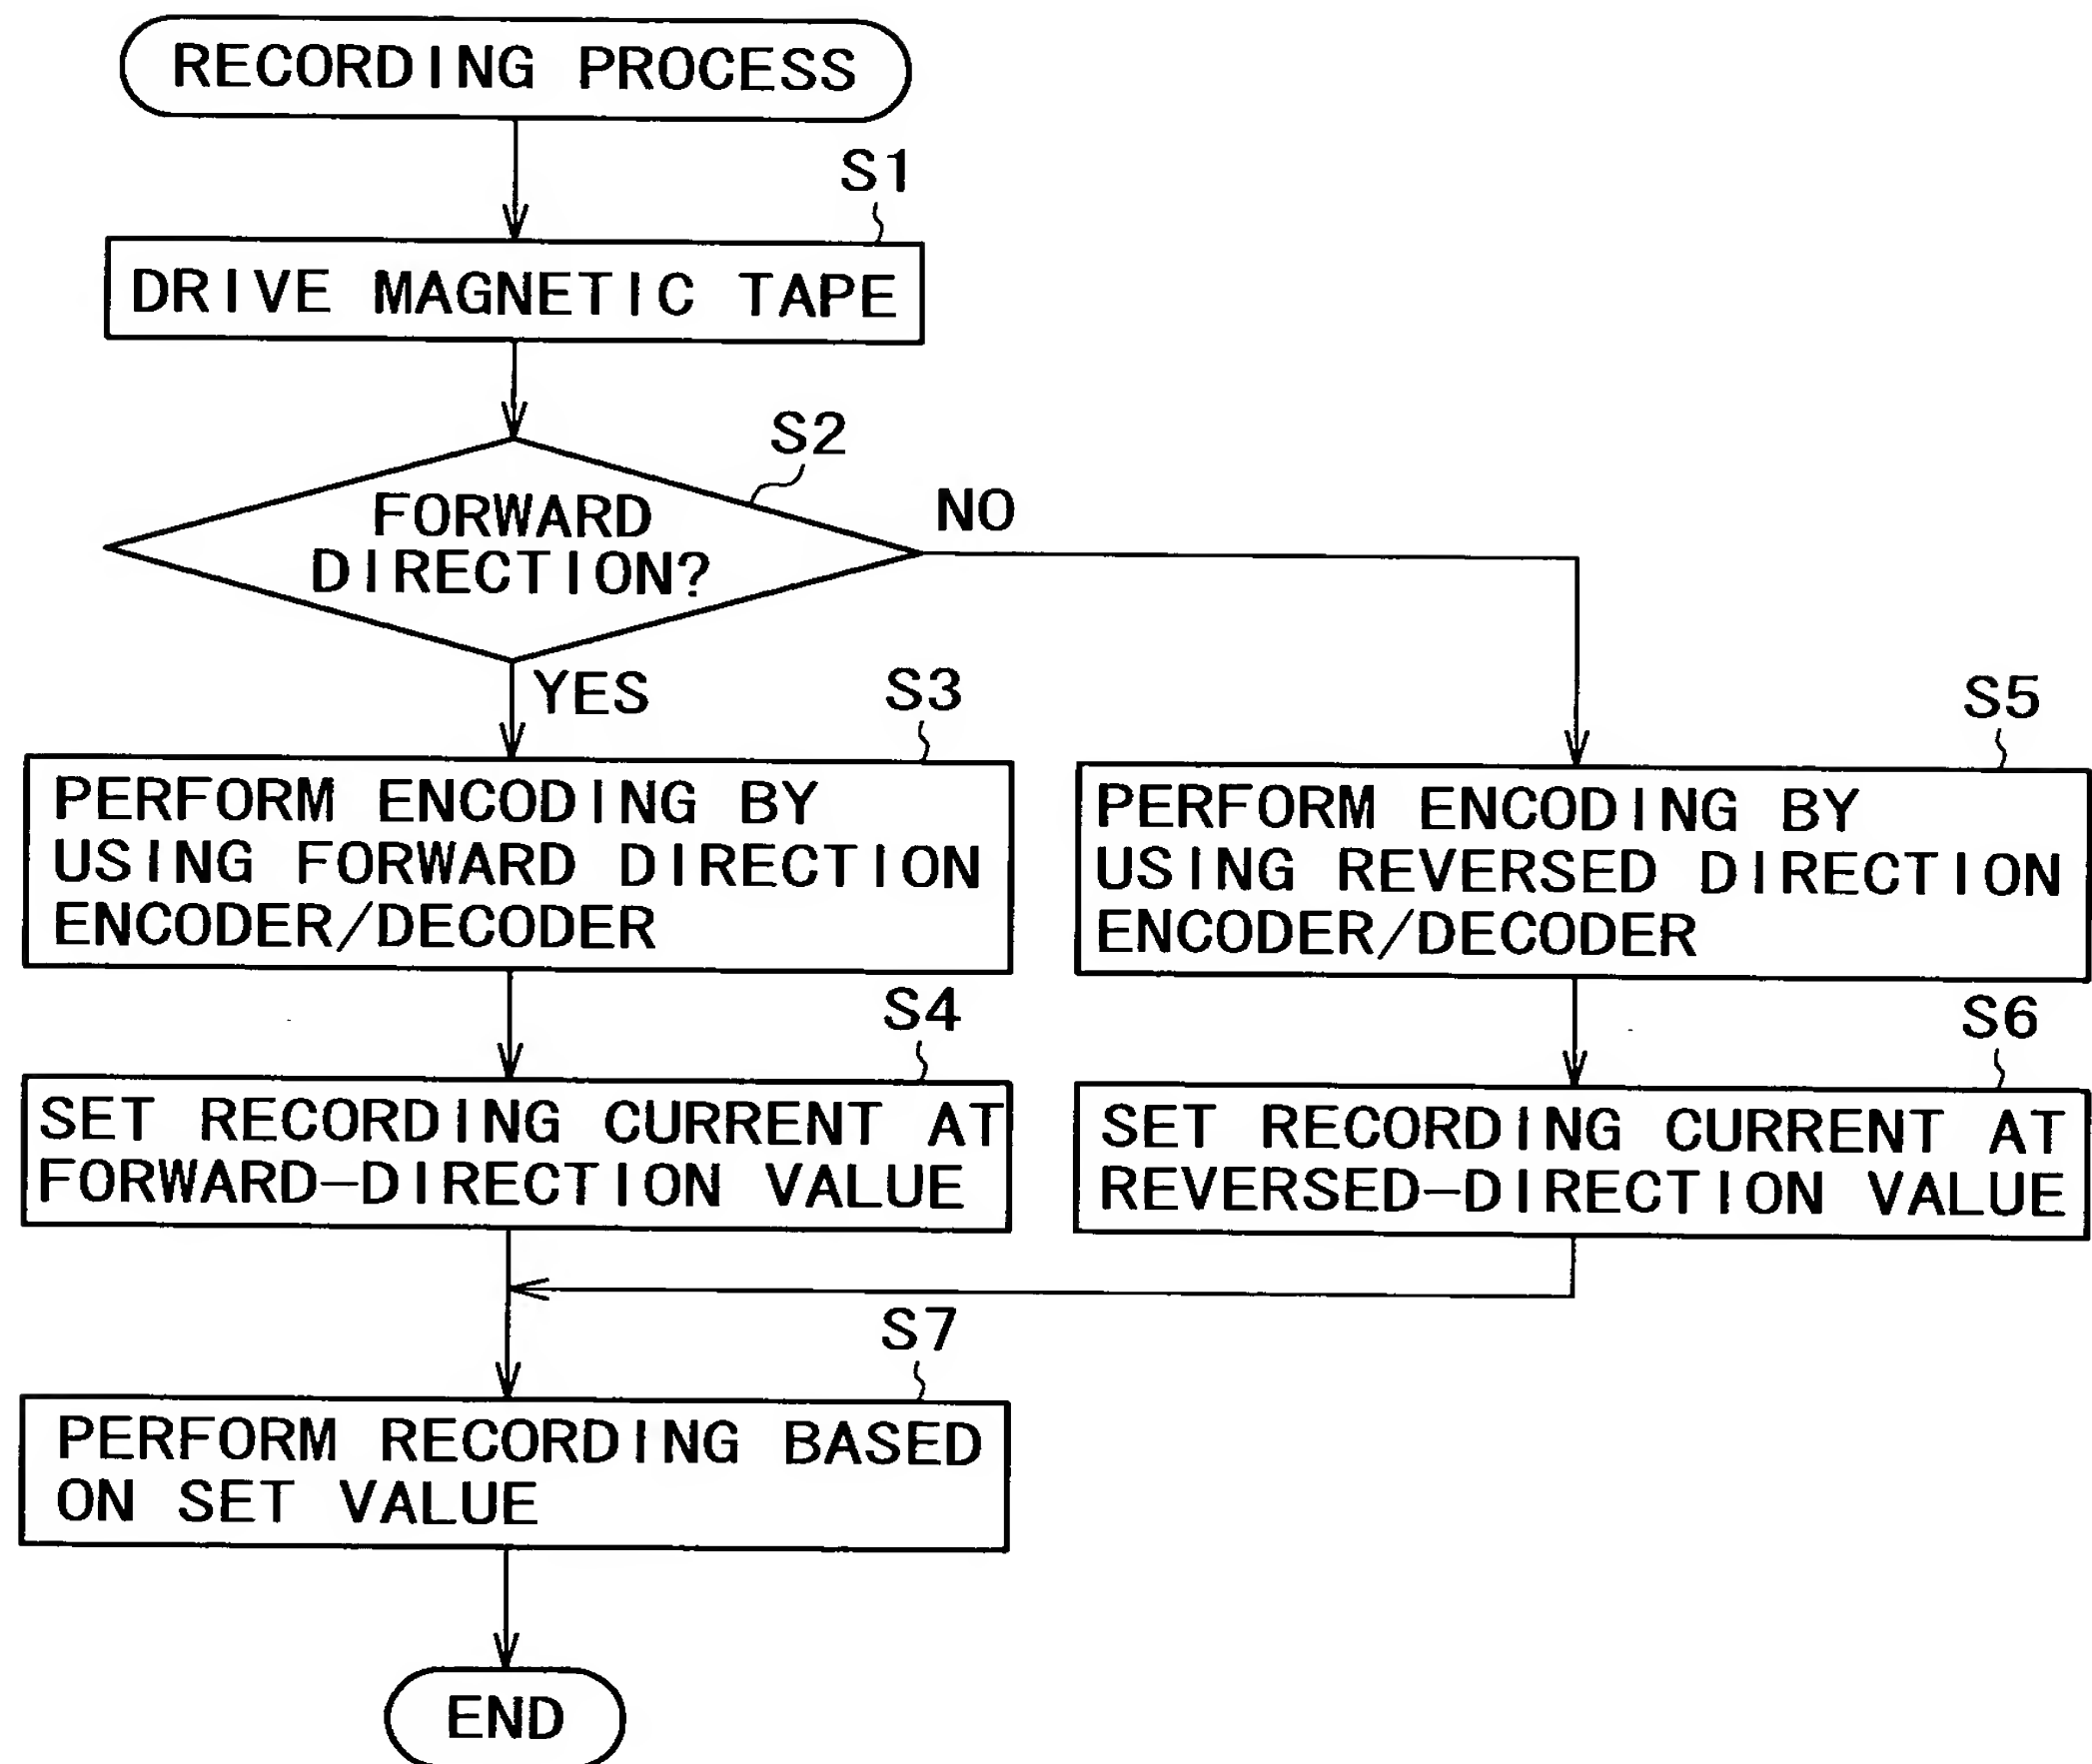 RECORDING PROCESS
S1
DRIVE MAGNETIC TAPE
S2
FORWARD
DIRECTION?
NO
YES
S3
PERFORM ENCODING BY
USING FORWARD DIRECTION
ENCODER/DECODER
S5
PERFORM ENCODING BY
USING REVERSED DIRECTION
ENCODER/DECODER
S4
SET RECORDING CURRENT AT
FORWARD-DIRECTION VALUE
S6
SET RECORDING CURRENT AT
REVERSED-DIRECTION VALUE
S7
PERFORM RECORDING BASED
ON SET VALUE
END